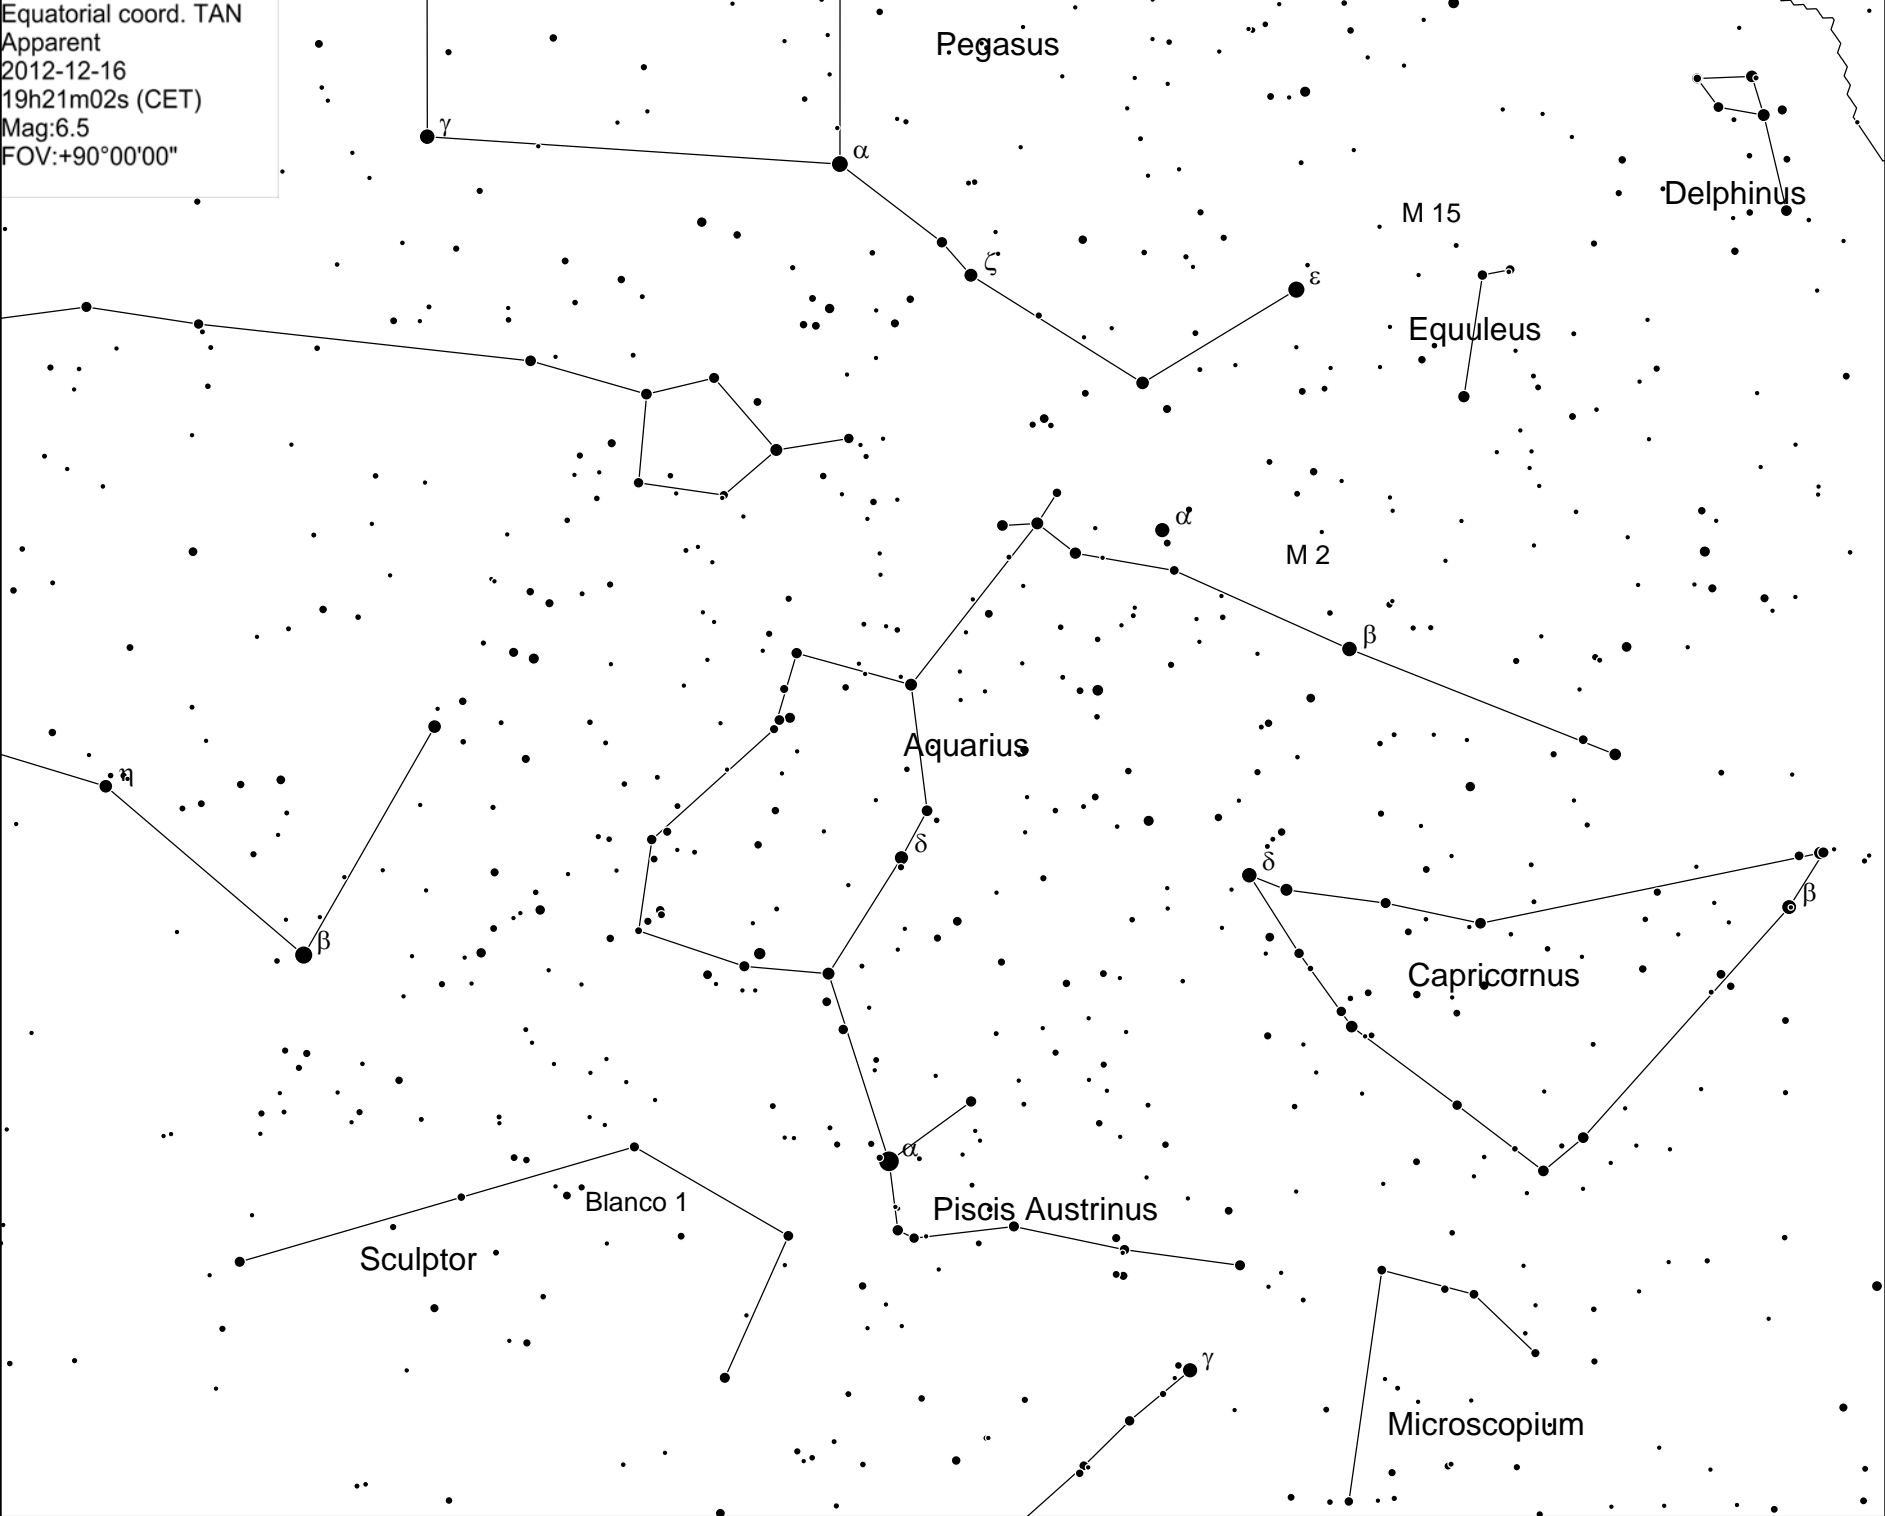 Equatorial coord. TAN
Apparent
2012-12-16
19h21m02s (CET)
Mag:6.5
FOV:+90°00'00"
Pegasus
γ
α
Delphinus
M 15
ζ
ε
Equuleus
α
M 2
β
Aquarius
η
δ
δ
β
β
Capricornus
α
Blanco 1
Piscis Austrinus
Sculptor
γ
Microscopium